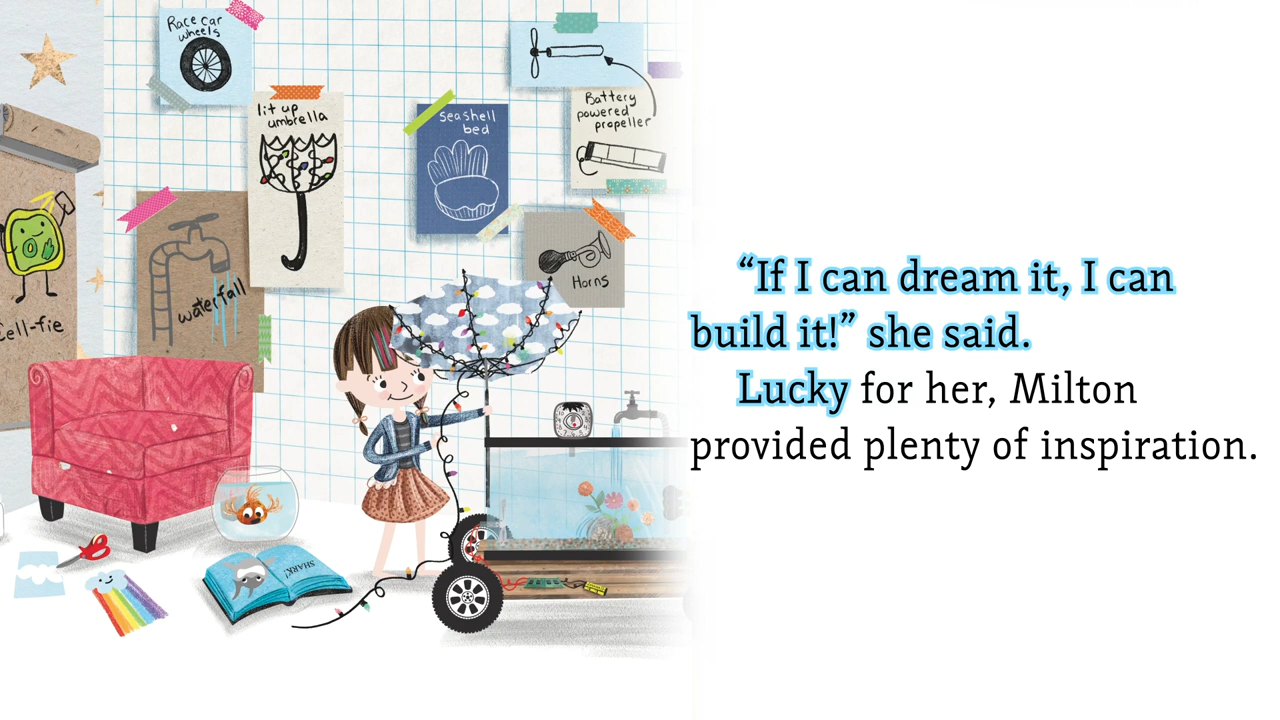 Race car
wheels
lit up
umbrella
Seashell
bed
Battery
powered
propeller
waterfall
Horns
Cell-fie
SHARK!
“If I can dream it, I can
build it!” she said.
Lucky for her, Milton
provided plenty of inspiration.